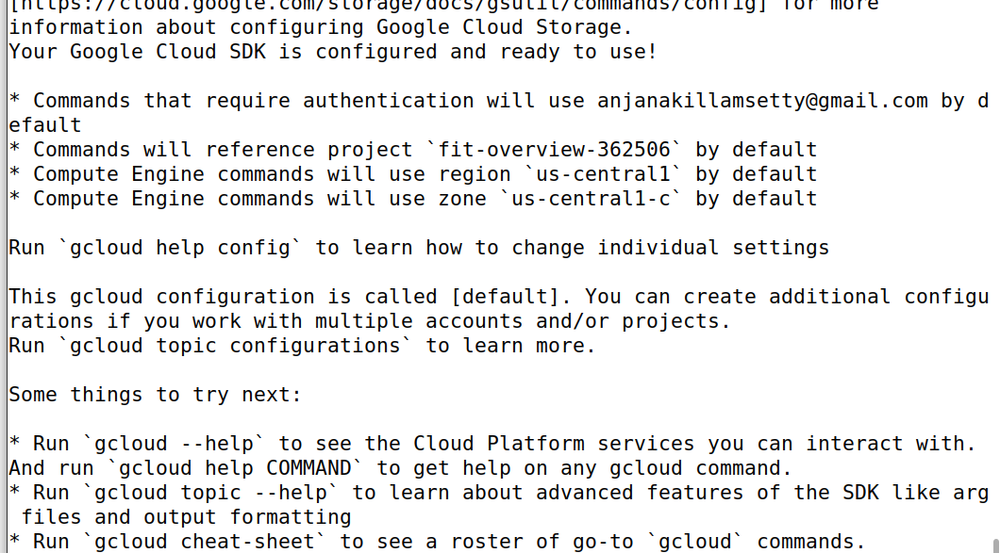 [https://cloud.google.com/storage/docs/gsutil/commands/config] for more
information about configuring Google Cloud Storage.
Your Google Cloud SDK is configured and ready to use!
* Commands that require authentication will use anjanakillamsetty@gmail.com by d
efault
* Commands will reference project `fit-overview-362506` by default
* Compute Engine commands will use region `us-central1` by default
* Compute Engine commands will use zone `us-central1-c` by default
Run `gcloud help config` to learn how to change individual settings
This gcloud configuration is called [default]. You can create additional configu
rations if you work with multiple accounts and/or projects.
Run `gcloud topic configurations` to learn more.
Some things to try next:
* Run `gcloud --help` to see the Cloud Platform services you can interact with.
And run `gcloud help COMMAND` to get help on any gcloud command.
* Run `gcloud topic --help` to learn about advanced features of the SDK like arg
 files and output formatting
* Run `gcloud cheat-sheet` to see a roster of go-to `gcloud` commands.